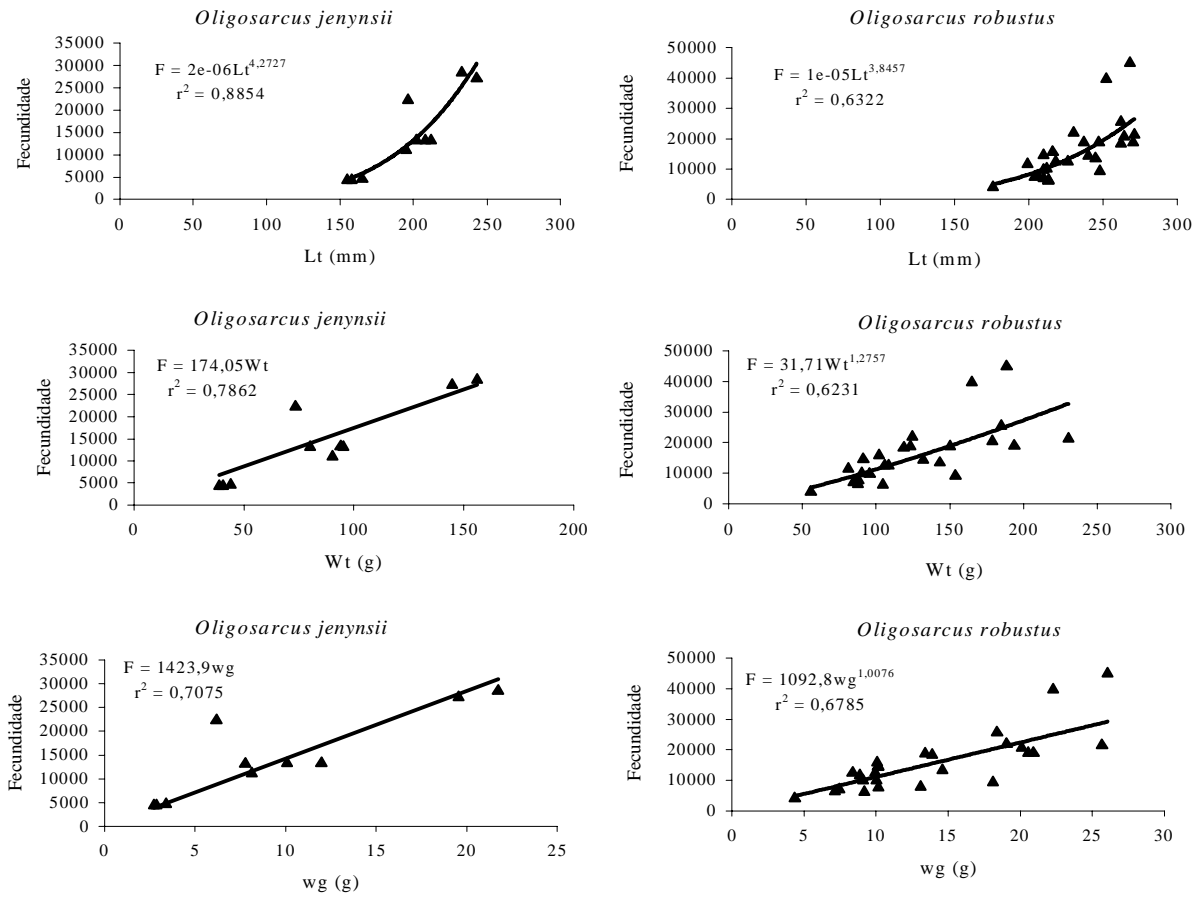 Oligosarcus jenynsii
F = 2e-06Lt^4,2727
r² = 0,8854
Fecundidade
35000
30000
25000
20000
15000
10000
5000
0
0 50 100 150 200 250 300
Lt (mm)
Oligosarcus robustus
F = 1e-05Lt^3,8457
r² = 0,6322
Fecundidade
50000
40000
30000
20000
10000
0
0 50 100 150 200 250 300
Lt (mm)
Oligosarcus jenynsii
F = 174,05Wt
r² = 0,7862
Fecundidade
35000
30000
25000
20000
15000
10000
5000
0
50 100 150 200
Wt (g)
Oligosarcus robustus
F = 31,71Wt^1,2757
r² = 0,6231
Fecundidade
50000
40000
30000
20000
10000
0
0 50 100 150 200 250 300
Wt (g)
Oligosarcus jenynsii
F = 1423,9wg
r² = 0,7075
Fecundidade
35000
30000
25000
20000
15000
10000
5000
0
0 5 10 15 20 25
wg (g)
Oligosarcus robustus
F = 1092,8wg^1,0076
r² = 0,6785
Fecundidade
50000
40000
30000
20000
10000
0
0 5 10 15 20 25 30
wg (g)